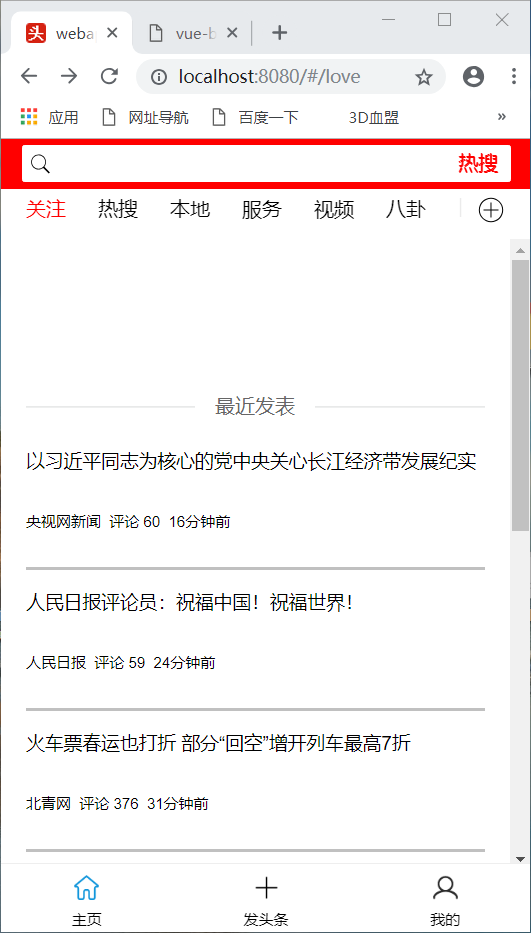 weba
vue-b
localhost:8080/#/love
应用 网址导航 百度一下 3D血盟 »
热搜
关注 热搜 本地 服务 视频 八卦
最近发表
以习近平同志为核心的党中央关心长江经济带发展纪实
央视网新闻 评论 60 16分钟前
人民日报评论员：祝福中国！祝福世界！
人民日报 评论 59 24分钟前
火车票春运也打折 部分“回空”增开列车最高7折
北青网 评论 376 31分钟前
主页 发头条 我的